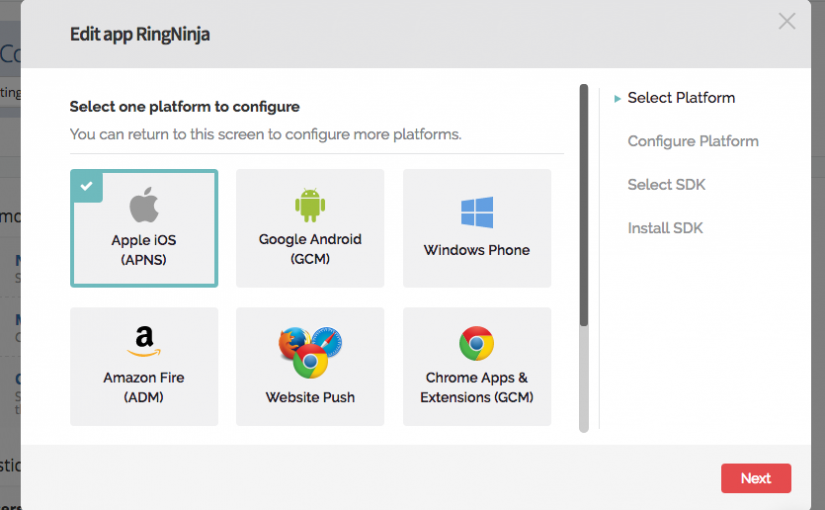 Edit app RingNinja
Select one platform to configure
You can return to this screen to configure more platforms.
Apple iOS
(APNS)
Google Android
(GCM)
Windows Phone
Amazon Fire
(ADM)
Website Push
Chrome Apps &
Extensions (GCM)
Select Platform
Configure Platform
Select SDK
Install SDK
Next